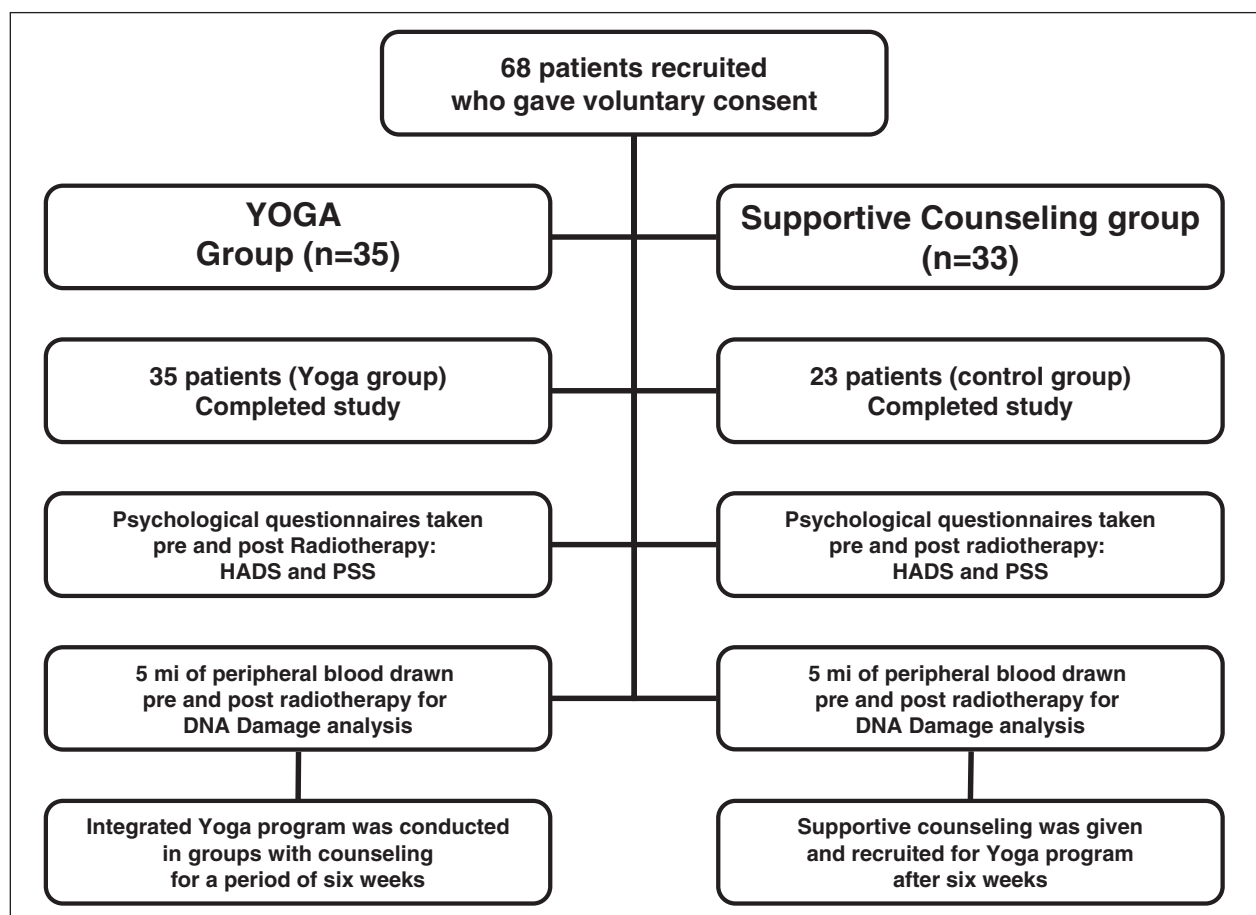 68 patients recruited
who gave voluntary consent
YOGA
Group (n=35)
Supportive Counseling group
(n=33)
35 patients (Yoga group)
Completed study
23 patients (control group)
Completed study
Psychological questionnaires taken
pre and post Radiotherapy:
HADS and PSS
Psychological questionnaires taken
pre and post radiotherapy:
HADS and PSS
5 mi of peripheral blood drawn
pre and post radiotherapy for
DNA Damage analysis
5 mi of peripheral blood drawn
pre and post radiotherapy for
DNA Damage analysis
Integrated Yoga program was conducted
in groups with counseling
for a period of six weeks
Supportive counseling was given
and recruited for Yoga program
after six weeks